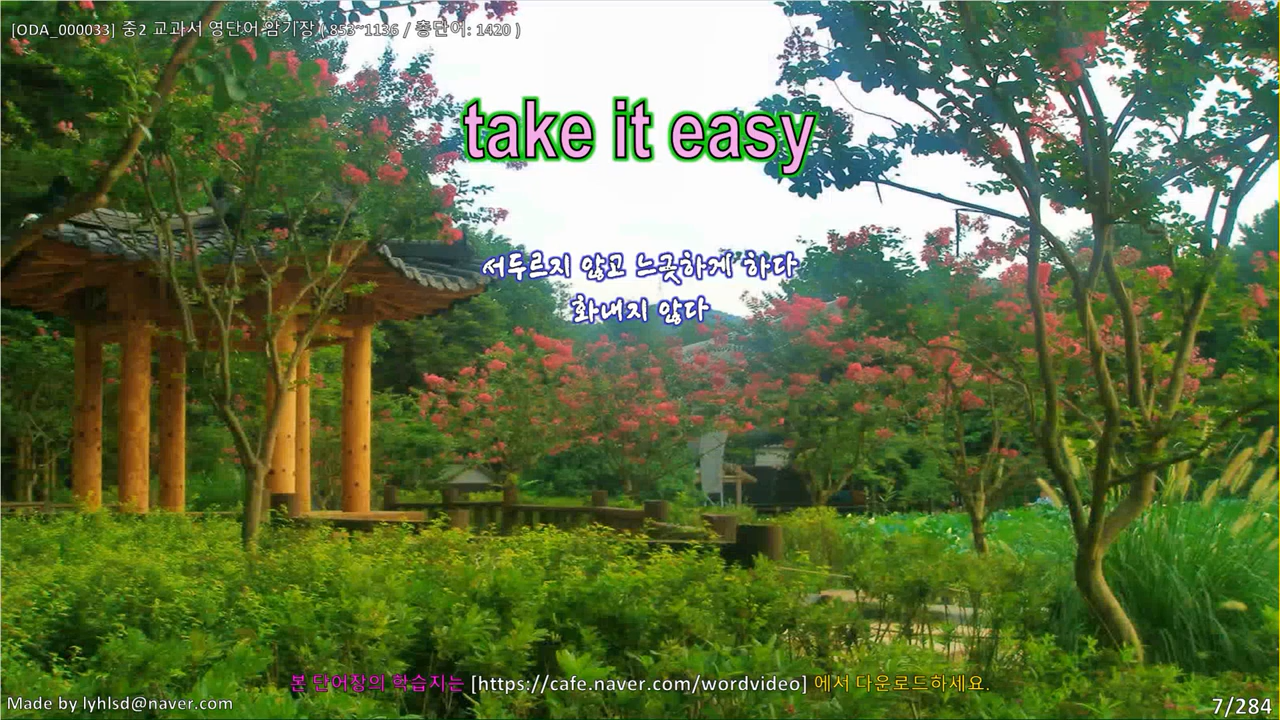 [ODA_000033] 중2 교과서 영단어 암기장 ( 853~1136 / 총단어: 1420 )
take it easy
서두르지 않고 느긋하게 하다
화내지 않다
본 단어장의 학습지는 [https://cafe.naver.com/wordvideo] 에서 다운로드하세요.
Made by lyhlsd@naver.com
7/284